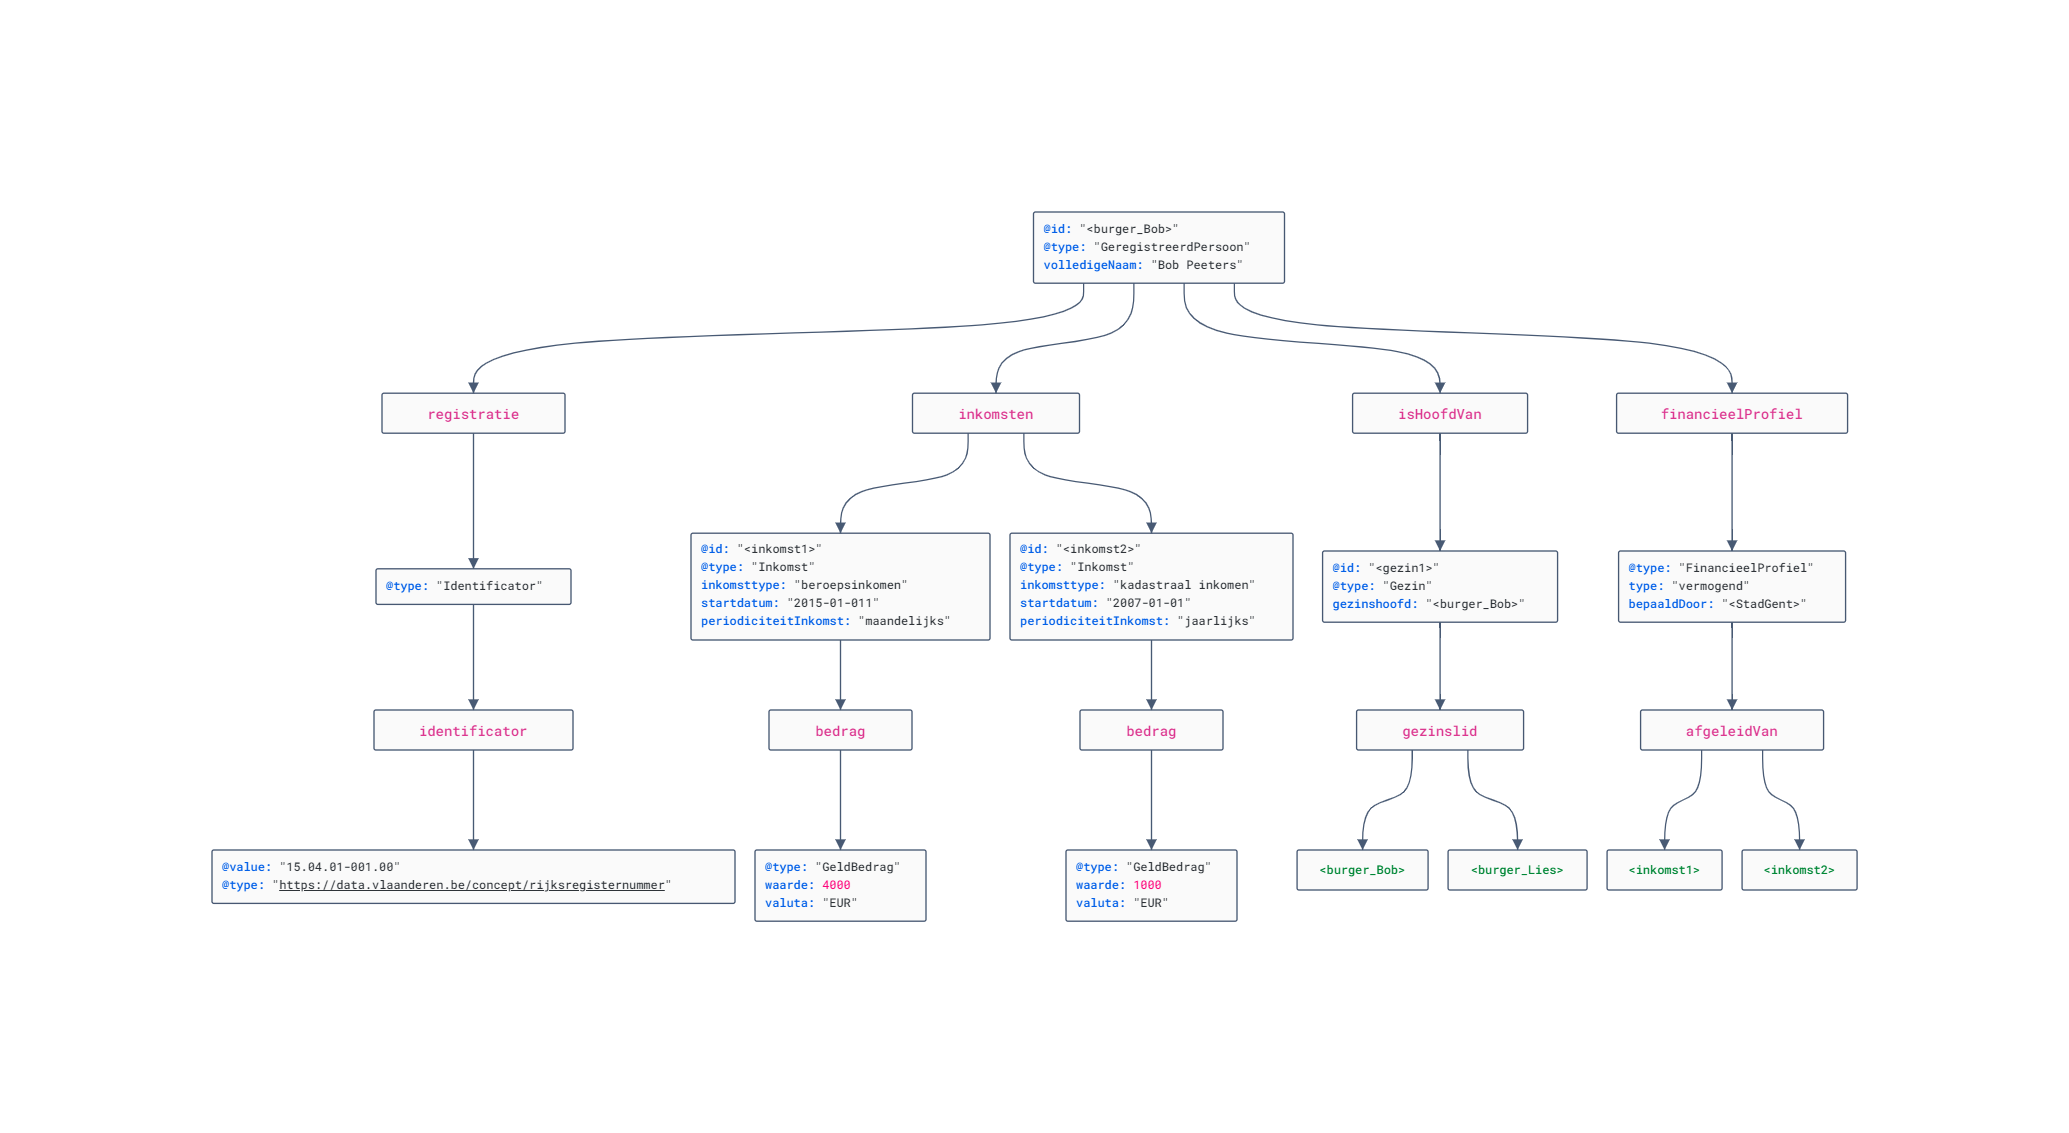 @id: "<burger_Bob>"
@type: "GeregistreerdPersoon"
volledigeNaam: "Bob Peeters"
registratie
inkomsten
isHoofdVan
financieelProfiel
@type: "Identificator"
@id: "<inkomst1>"
@type: "Inkomst"
inkomsttype: "beroepsinkomen"
startdatum: "2015-01-011"
periodiciteitInkomst: "maandelijks"
@id: "<inkomst2>"
@type: "Inkomst"
inkomsttype: "kadastraal inkomen"
startdatum: "2007-01-01"
periodiciteitInkomst: "jaarlijks"
@id: "<gezin1>"
@type: "Gezin"
gezinshoofd: "<burger_Bob>"
@type: "FinancieelProfiel"
type: "vermogend"
bepaaldDoor: "<StadGent>"
identificator
bedrag
bedrag
gezinslid
afgeleidVan
@value: "15.04.01-001.00"
@type: "https://data.vlaanderen.be/concept/rijksregisternummer"
@type: "GeldBedrag"
waarde: 4000
valuta: "EUR"
@type: "GeldBedrag"
waarde: 1000
valuta: "EUR"
<burger_Bob>
<burger_Lies>
<inkomst1>
<inkomst2>